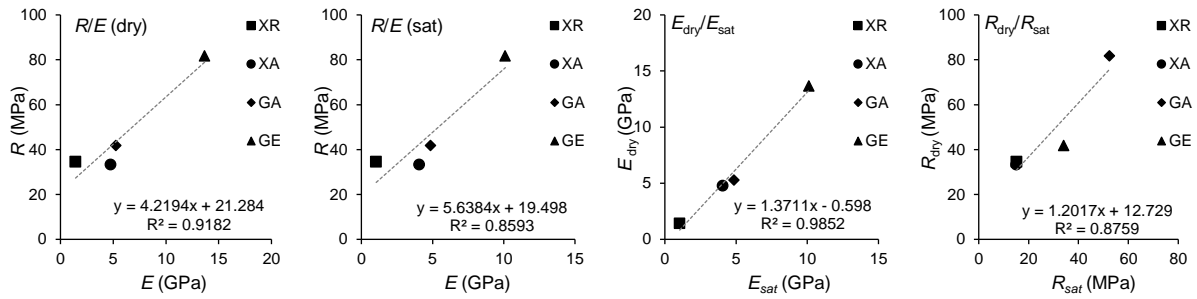 R/E (dry)
R (MPa)
100
80
60
40
20
0
0 5 10 15 20
E (GPa)
XR
XA
GA
GE
y = 4.2194x + 21.284
R² = 0.9182
R/E (sat)
R (MPa)
100
80
60
40
20
0
0 5 10 15
E (GPa)
XR
XA
GA
GE
y = 5.6384x + 19.498
R² = 0.8593
Edry/Esat
Edry (GPa)
20
15
10
5
0
0 5 10 15
Esat (GPa)
XR
XA
GA
GE
y = 1.3711x - 0.598
R² = 0.9852
Rdry/Rsat
Rdry (MPa)
100
80
60
40
20
0
0 20 40 60 80
Rsat (MPa)
XR
XA
GA
GE
y = 1.2017x + 12.729
R² = 0.8759